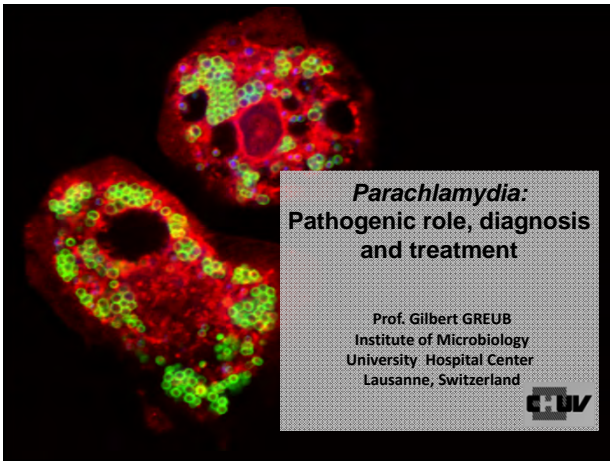 Parachlamydia:
Pathogenic role, diagnosis
and treatment
Prof. Gilbert GREUB
Institute of Microbiology
University Hospital Center
Lausanne, Switzerland
CHUV